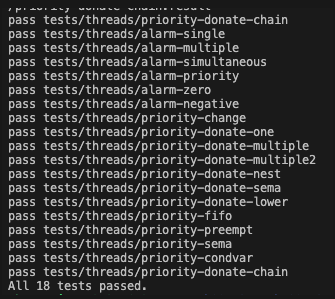 /priority-donate-chain.result
pass tests/threads/priority-donate-chain
pass tests/threads/alarm-single
pass tests/threads/alarm-multiple
pass tests/threads/alarm-simultaneous
pass tests/threads/alarm-priority
pass tests/threads/alarm-zero
pass tests/threads/alarm-negative
pass tests/threads/priority-change
pass tests/threads/priority-donate-one
pass tests/threads/priority-donate-multiple
pass tests/threads/priority-donate-multiple2
pass tests/threads/priority-donate-nest
pass tests/threads/priority-donate-sema
pass tests/threads/priority-donate-lower
pass tests/threads/priority-fifo
pass tests/threads/priority-preempt
pass tests/threads/priority-sema
pass tests/threads/priority-condvar
pass tests/threads/priority-donate-chain
All 18 tests passed.